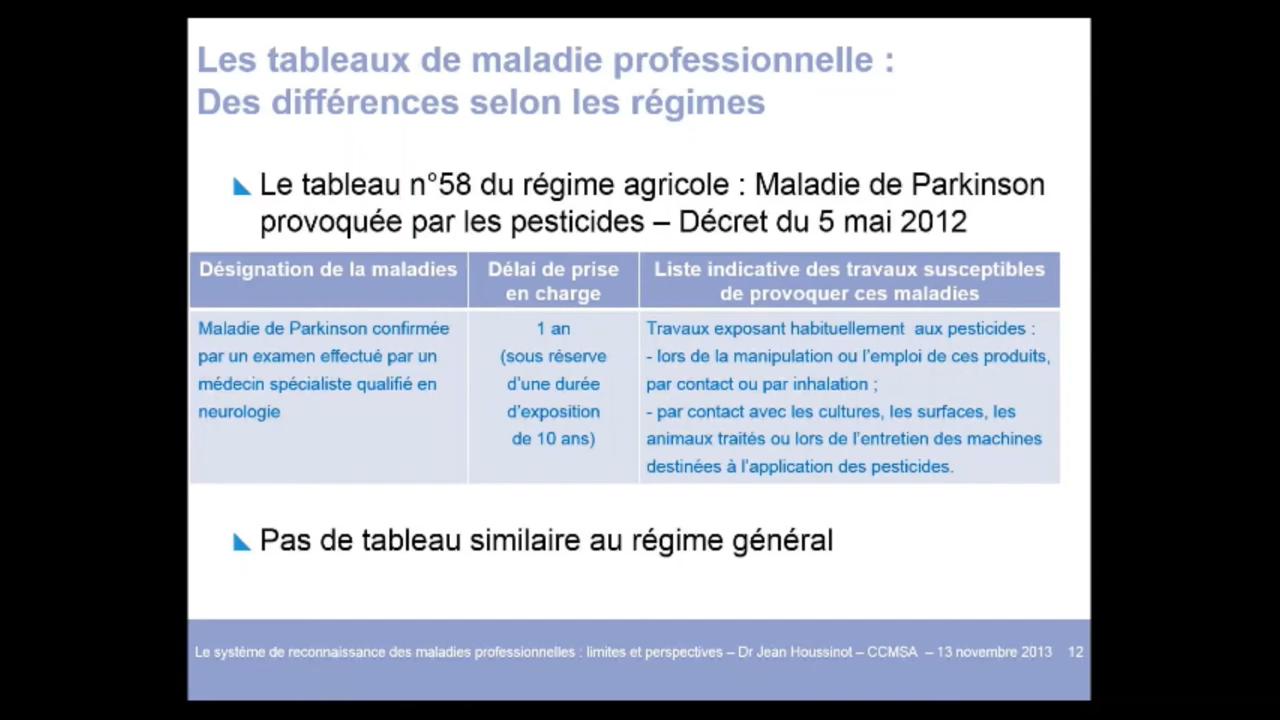 Les tableaux de maladie professionnelle :
Des différences selon les régimes
Le tableau n°58 du régime agricole : Maladie de Parkinson
provoquée par les pesticides – Décret du 5 mai 2012
Désignation de la maladies
Délai de prise
en charge
Liste indicative des travaux susceptibles
de provoquer ces maladies
Maladie de Parkinson confirmée
par un examen effectué par un
médecin spécialiste qualifié en
neurologie
1 an
(sous réserve
d'une durée
d'exposition
de 10 ans)
Travaux exposant habituellement aux pesticides :
- lors de la manipulation ou l'emploi de ces produits,
par contact ou par inhalation ;
- par contact avec les cultures, les surfaces, les
animaux traités ou lors de l'entretien des machines
destinées à l'application des pesticides.
Pas de tableau similaire au régime général
Le système de reconnaissance des maladies professionnelles : limites et perspectives – Dr Jean Houssinot – CCMSA – 13 novembre 2013 12